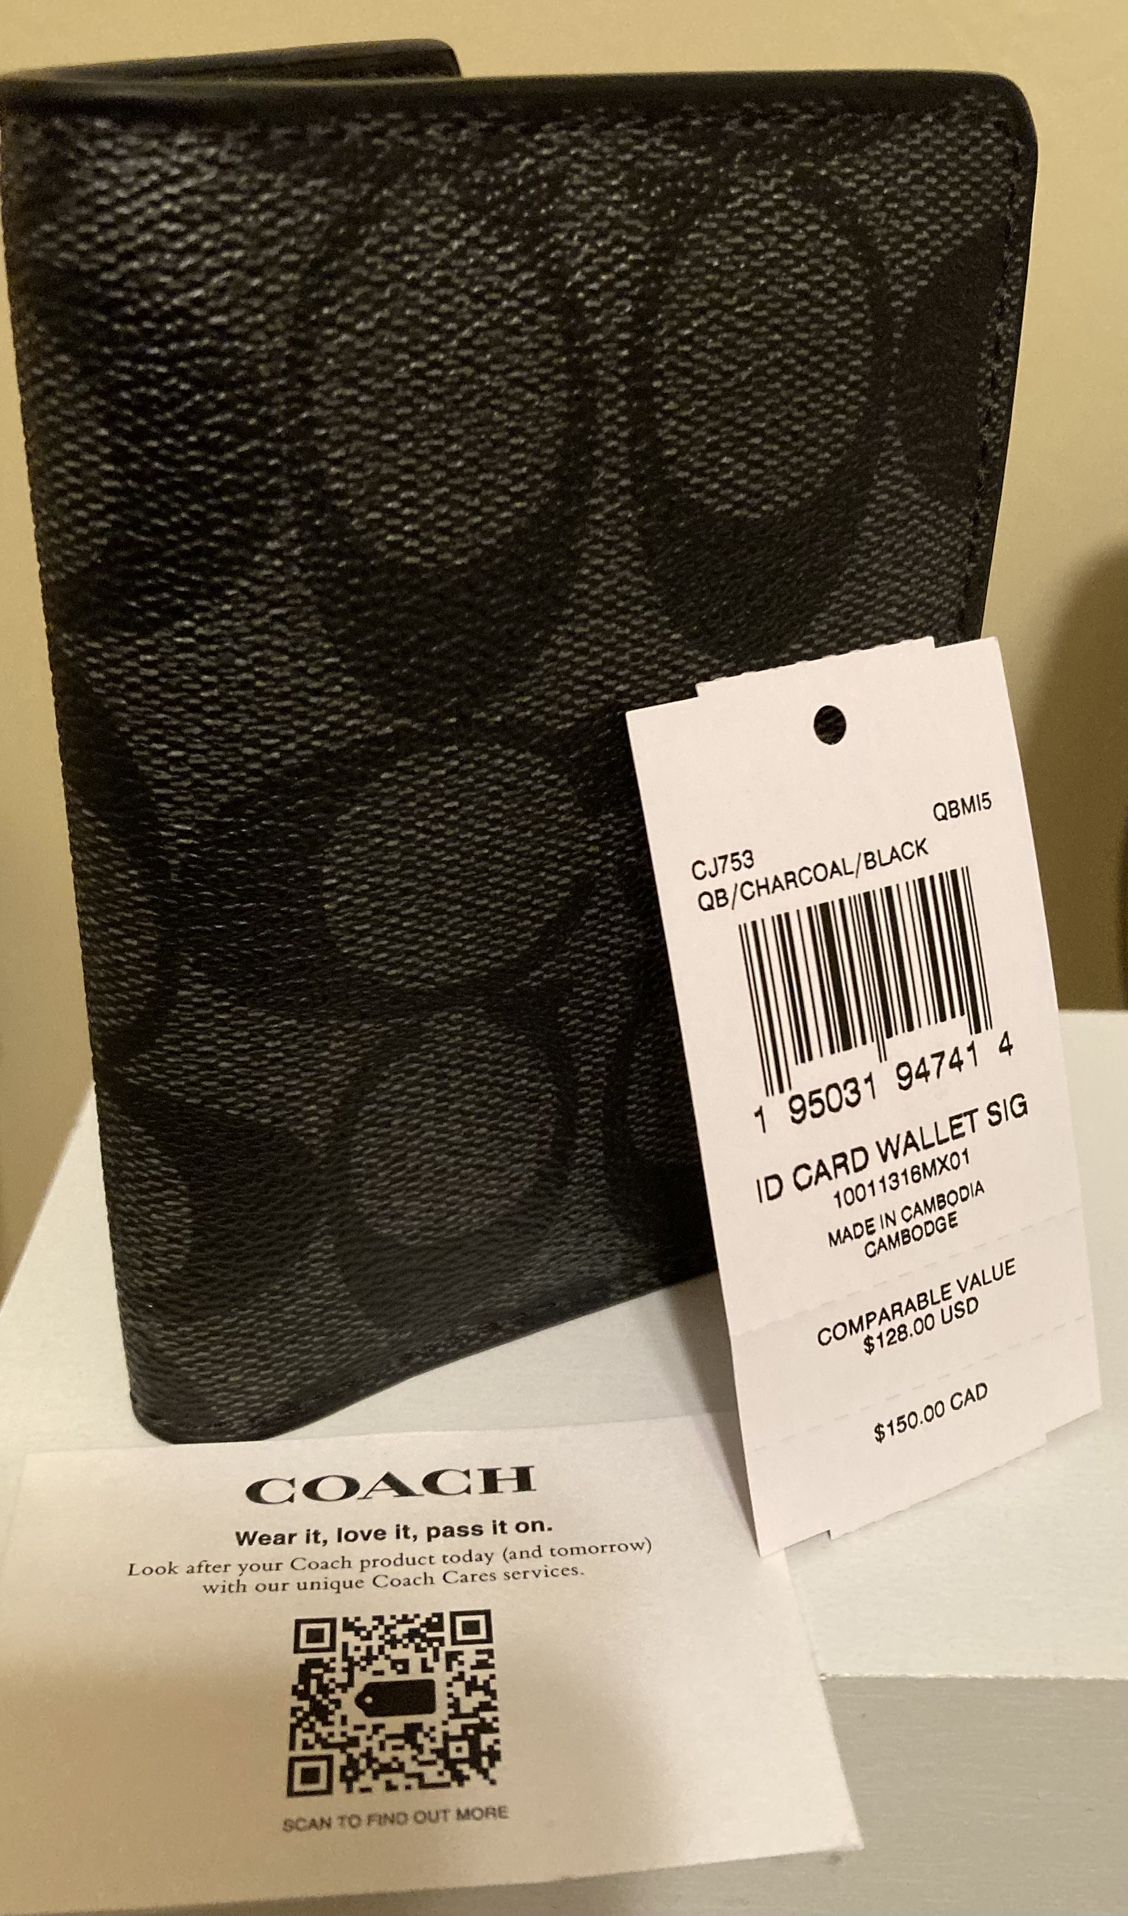 QBMI5
CJ753
QB/CHARCOAL/BLACK
1 95031 94741 4
ID CARD WALLET SIG
10011316MX01
MADE IN CAMBODIA
CAMBODGE
COMPARABLE VALUE
$128.00 USD
$150.00 CAD
COACH
Wear it, love it, pass it on.
Look after your Coach product today (and tomorrow)
with our unique Coach Cares services.
SCAN TO FIND OUT MORE